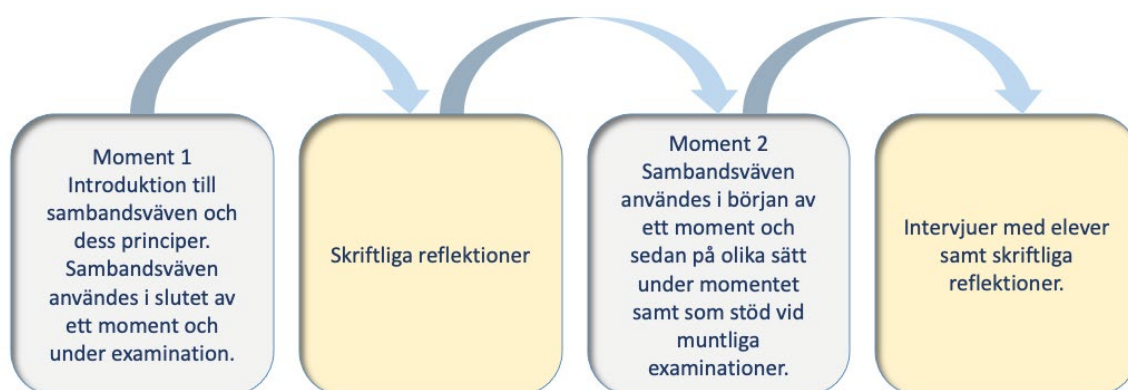 Moment 1
Introduktion till
sambandsväven och
dess principer.
Sambandsväven
användes i slutet av
ett moment och
under examination.
Skriftliga reflektioner
Moment 2
Sambandsväven
användes i början av
ett moment och
sedan på olika sätt
under momentet
samt som stöd vid
muntliga
examinationer.
Intervjuer med elever
samt skriftliga
reflektioner.